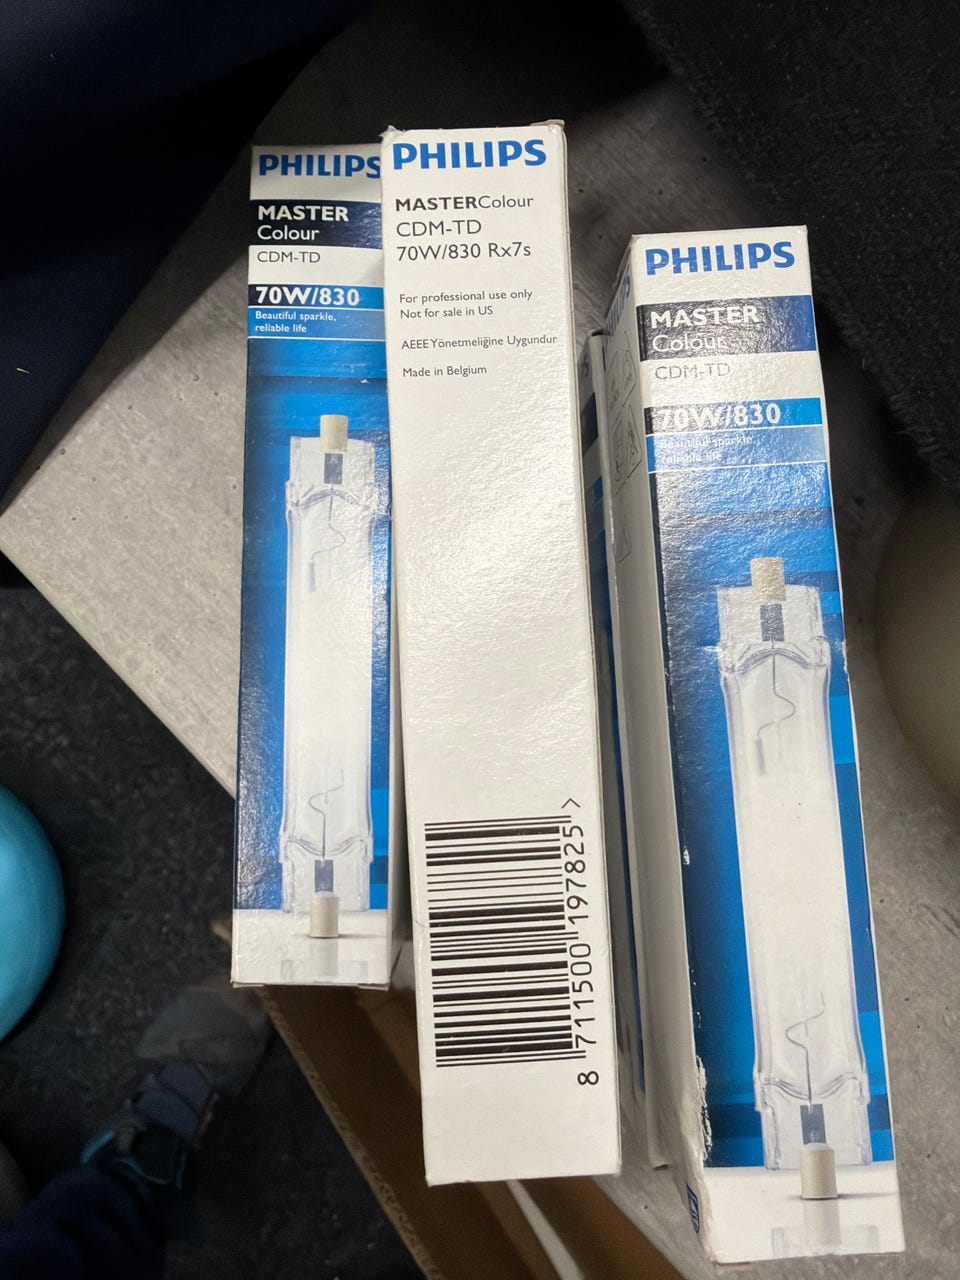 PHILIPS
MASTER
Colour
CDM-TD
70W/830
Beautiful sparkle,
reliable life
PHILIPS
MASTERColour
CDM-TD
70W/830 Rx7s
For professional use only
Not for sale in US
AEEE Yönetmeliğine Uygundur
Made in Belgium
8 711500 197825 >
PHILIPS
PHILIPS
MASTER
Colour
CDM-TD
70W/830
Beautiful sparkle,
reliable life